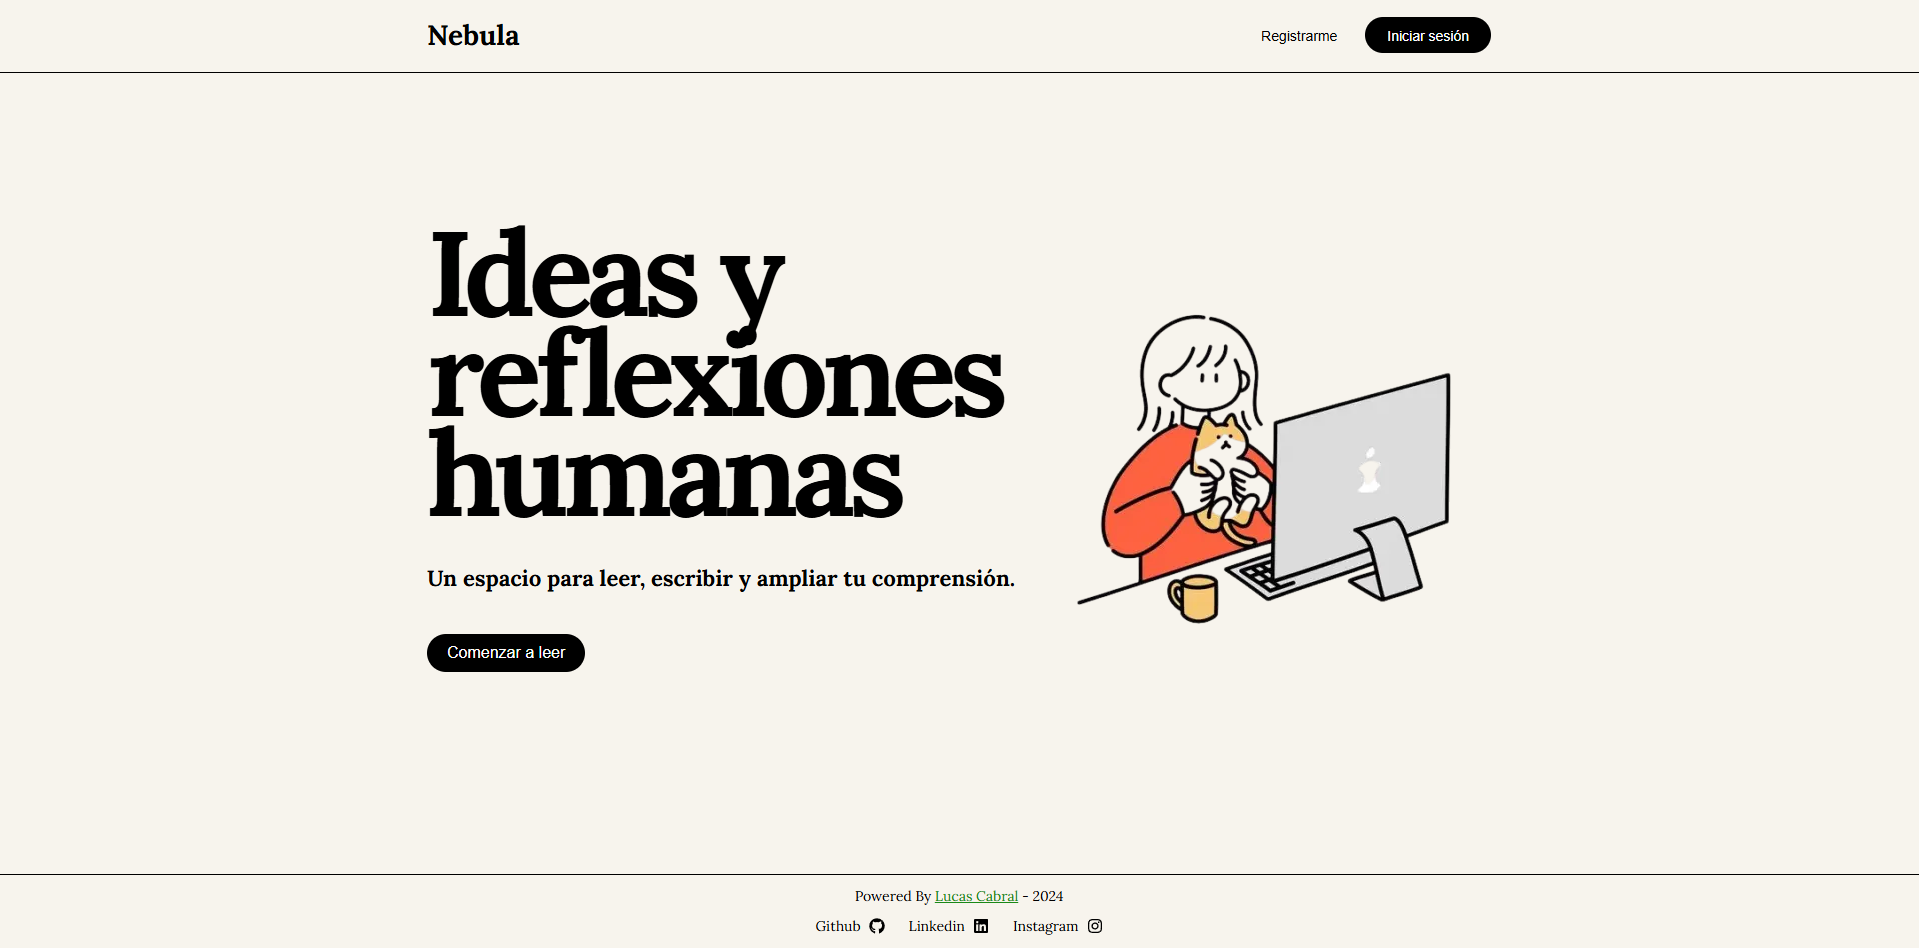 Nebula
Registrarme
Iniciar sesión
Ideas y
reflexiones
humanas
Un espacio para leer, escribir y ampliar tu comprensión.
Comenzar a leer
Powered By Lucas Cabral - 2024
Github Linkedin Instagram